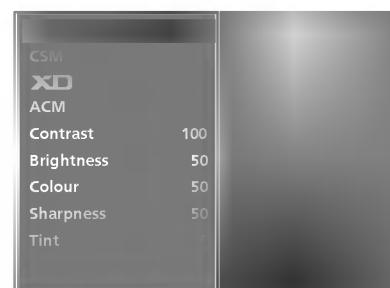 CSM
XD
ACM
Contrast 100
Brightness 50
Colour 50
Sharpness 50
Tint